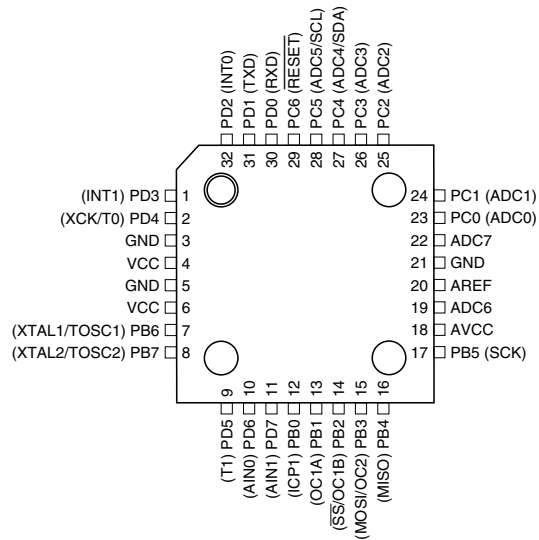 32 PD2 (INT0)
31 PD1 (TXD)
30 PD0 (RXD)
29 PC6 (RESET)
28 PC5 (ADC5/SCL)
27 PC4 (ADC4/SDA)
26 PC3 (ADC3)
25 PC2 (ADC2)
(INT1) PD3 1
(XCK/T0) PD4 2
GND 3
VCC 4
GND 5
VCC 6
(XTAL1/TOSC1) PB6 7
(XTAL2/TOSC2) PB7 8
24 PC1 (ADC1)
23 PC0 (ADC0)
22 ADC7
21 GND
20 AREF
19 ADC6
18 AVCC
17 PB5 (SCK)
(T1) PD5 9
(AIN0) PD6 10
(AIN1) PD7 11
(ICP1) PB0 12
(OC1A) PB1 13
(SS/OC1B) PB2 14
(MOSI/OC2) PB3 15
(MISO) PB4 16